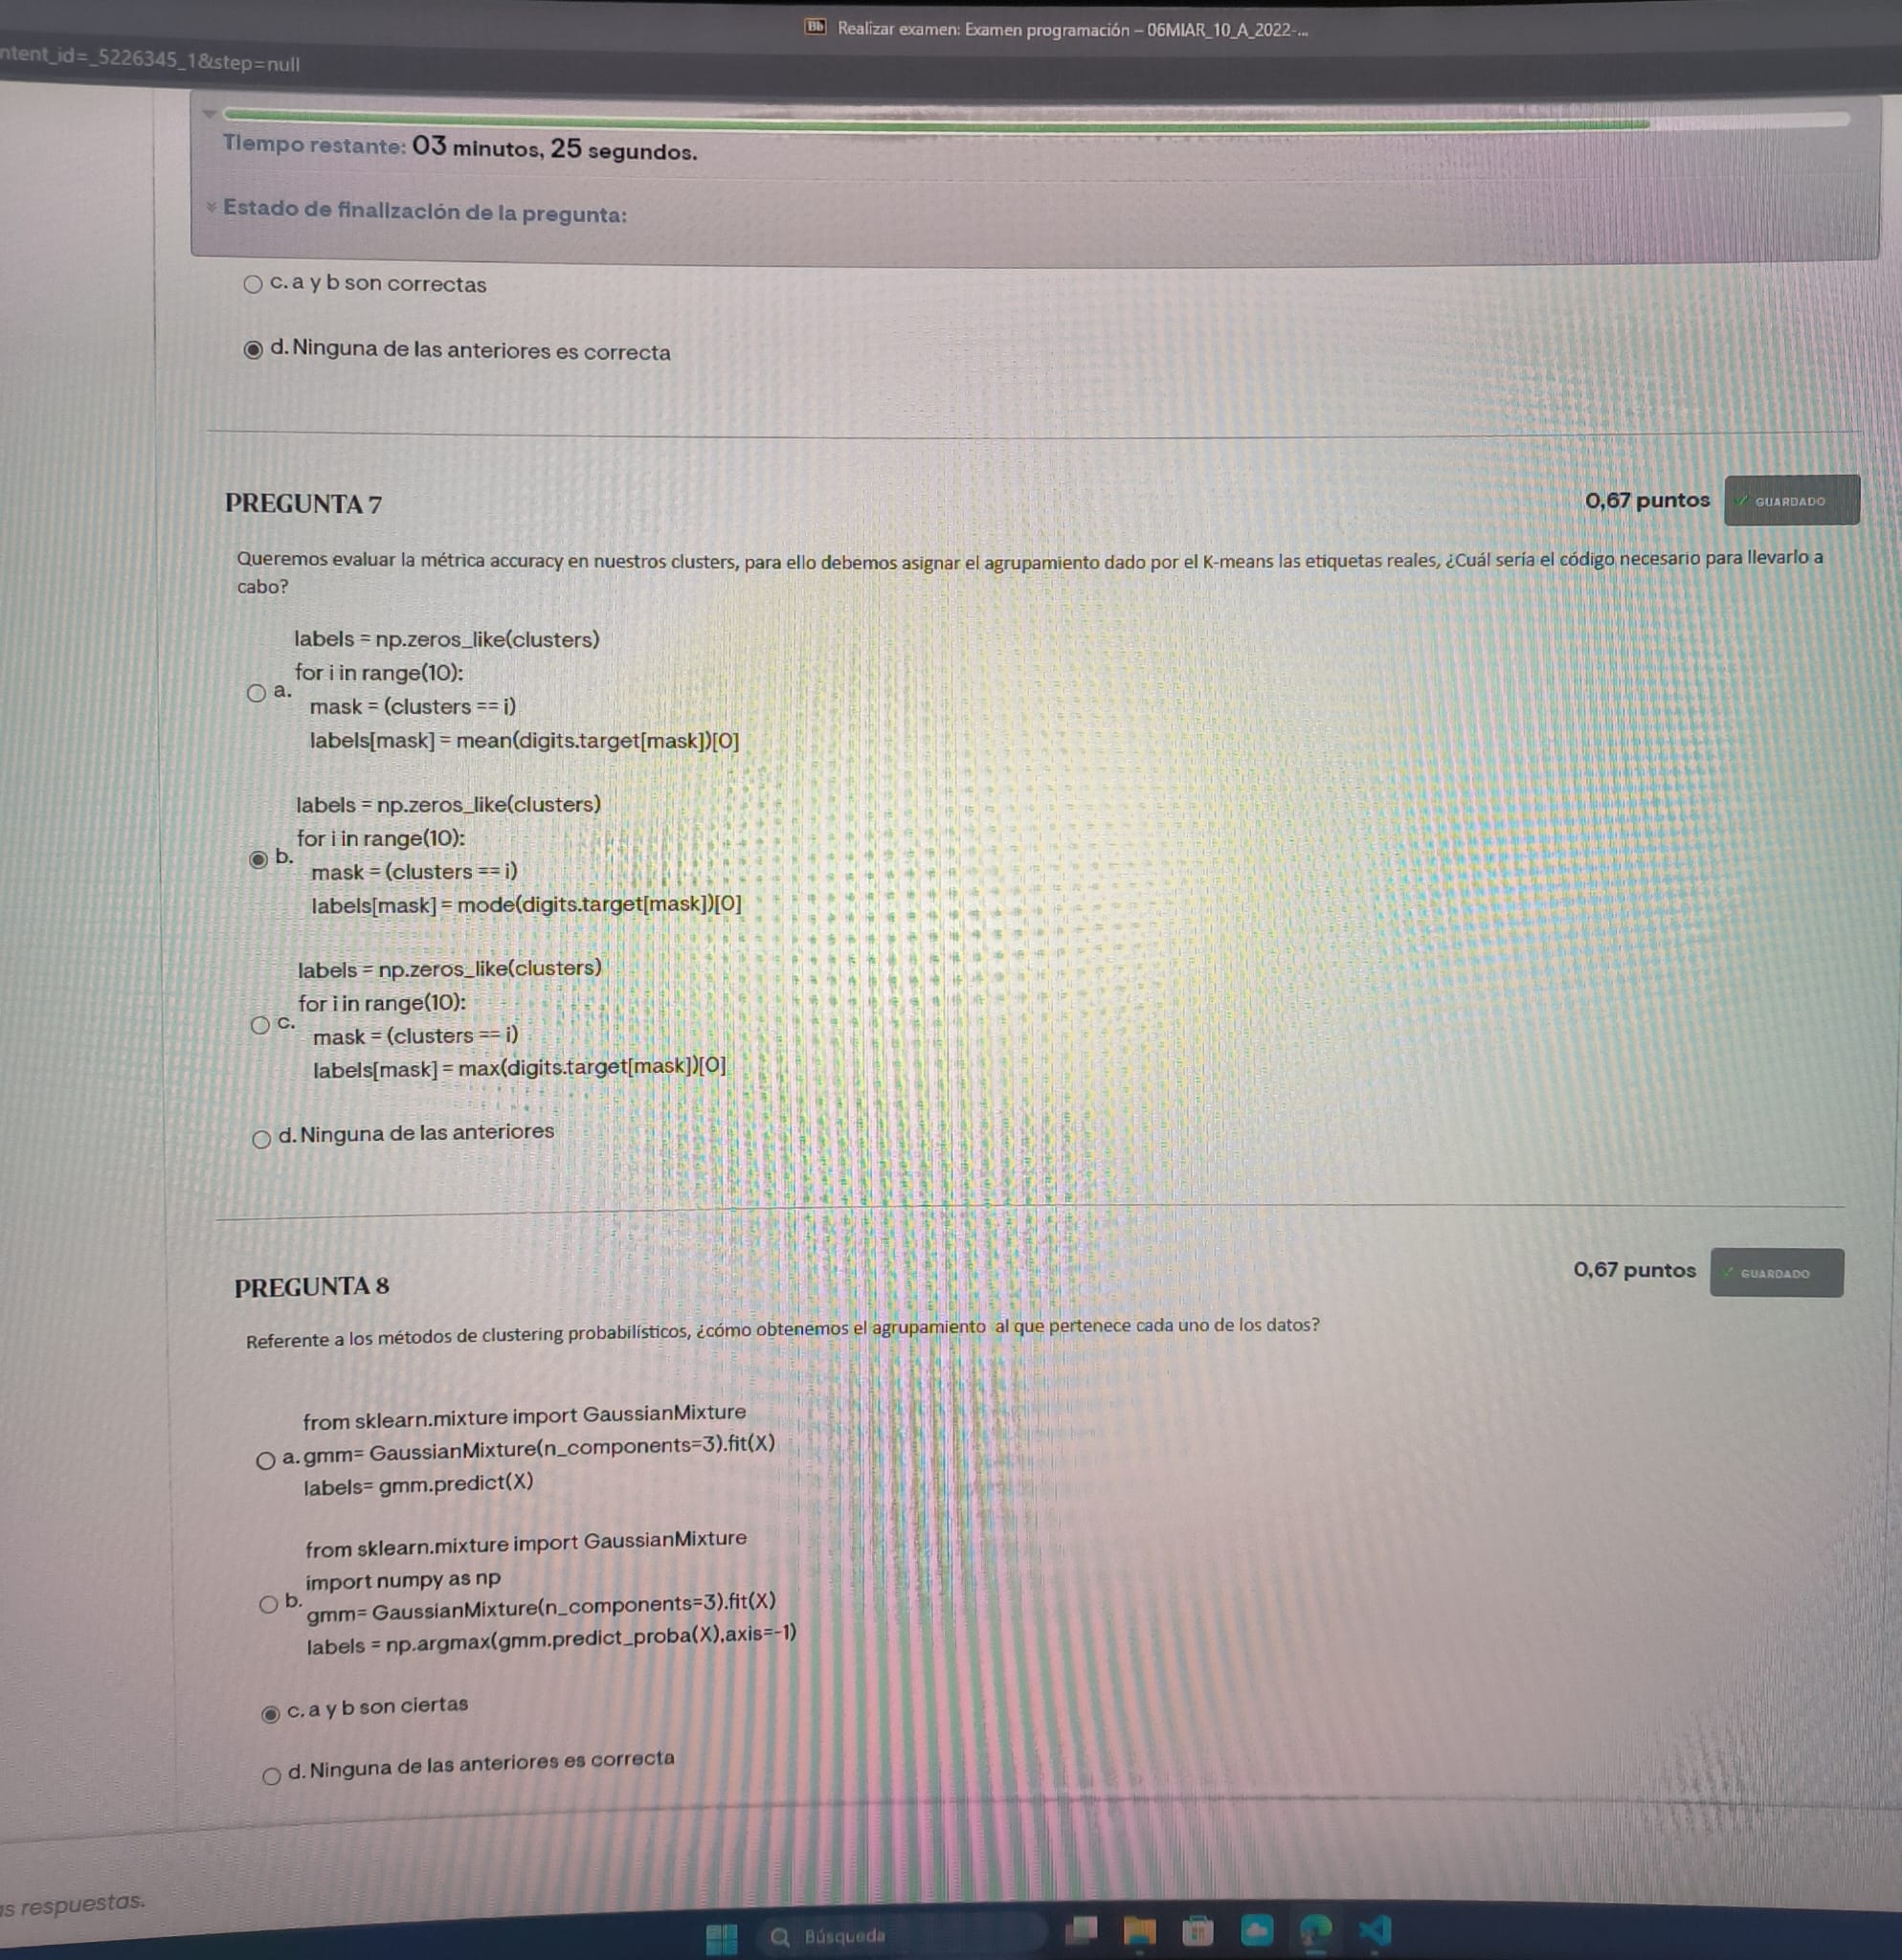 Bb Realizar examen: Examen programación – 06MIAR_10_A_2022-...
ntent_id=_5226345_1&step=null
Tiempo restante: 03 minutos, 25 segundos.
Estado de finalización de la pregunta:
c. a y b son correctas
d. Ninguna de las anteriores es correcta
PREGUNTA 7
0,67 puntos
GUARDADO
Queremos evaluar la métrica accuracy en nuestros clusters, para ello debemos asignar el agrupamiento dado por el K-means las etiquetas reales, ¿Cuál sería el código necesario para llevarlo a
cabo?
labels = np.zeros_like(clusters)
for i in range(10):
a.
mask = (clusters == i)
labels[mask] = mean(digits.target[mask])[0]
labels = np.zeros_like(clusters)
for i in range(10):
b.
mask = (clusters == i)
labels[mask] = mode(digits.target[mask])[0]
labels = np.zeros_like(clusters)
for i in range(10):
c.
mask = (clusters == i)
labels[mask] = max(digits.target[mask])[0]
d. Ninguna de las anteriores
PREGUNTA 8
0,67 puntos
GUARDADO
Referente a los métodos de clustering probabilísticos, ¿cómo obtenemos el agrupamiento al que pertenece cada uno de los datos?
from sklearn.mixture import GaussianMixture
a. gmm= GaussianMixture(n_components=3).fit(X)
labels= gmm.predict(X)
from sklearn.mixture import GaussianMixture
import numpy as np
b.
gmm= GaussianMixture(n_components=3).fit(X)
labels = np.argmax(gmm.predict_proba(X),axis=-1)
c. a y b son ciertas
d. Ninguna de las anteriores es correcta
as respuestas.
Búsqueda